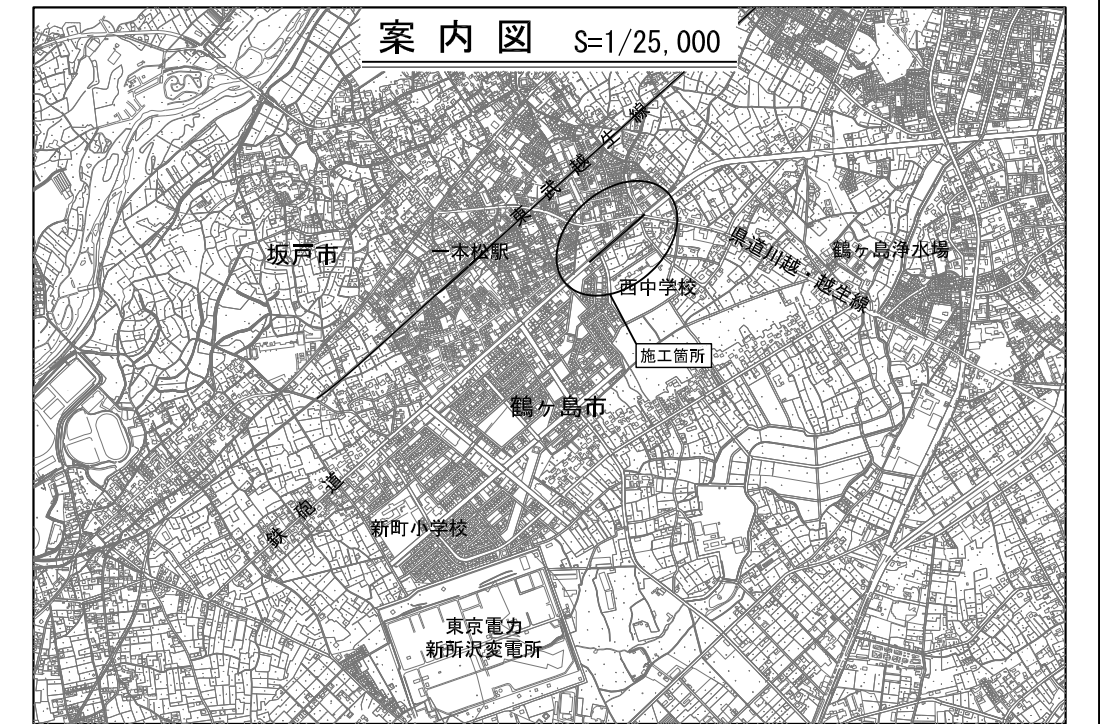 案内図 S=1/25,000
東武越生線
坂戸市
一本松駅
県道川越・越生線
鶴ヶ島浄水場
西中学校
施工箇所
鶴ヶ島市
鉄砲道
新町小学校
東京電力
新所沢変電所